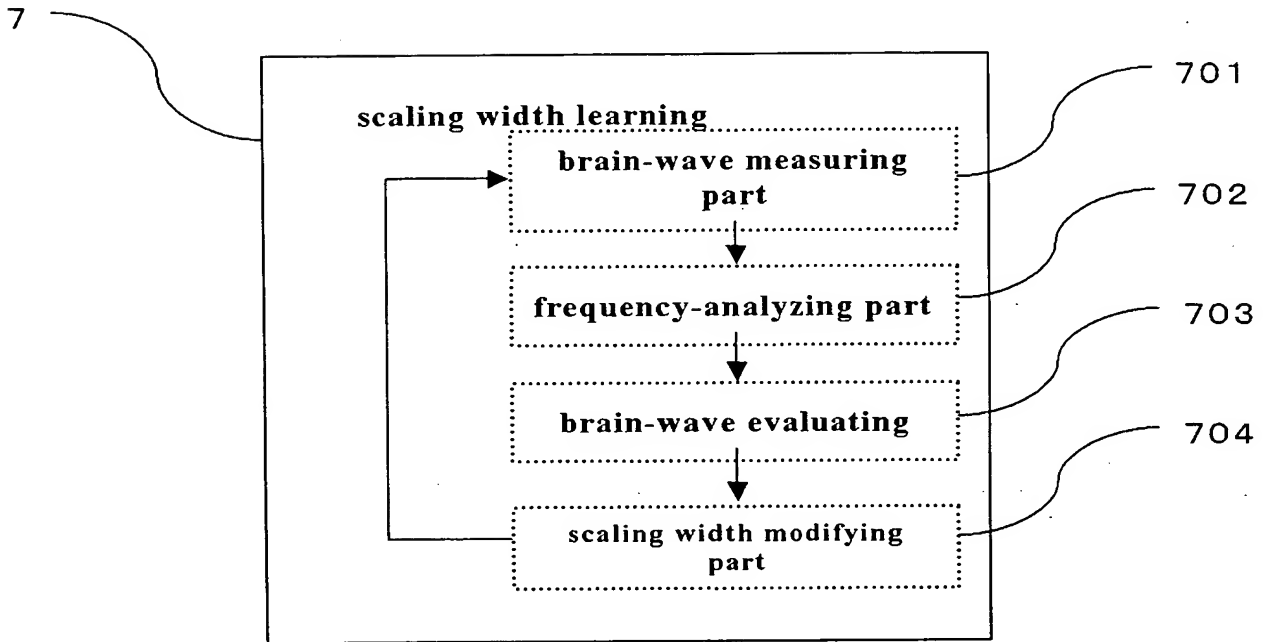 7
701
scaling width learning
brain-wave measuring
part
702
frequency-analyzing part
703
brain-wave evaluating
704
scaling width modifying
part